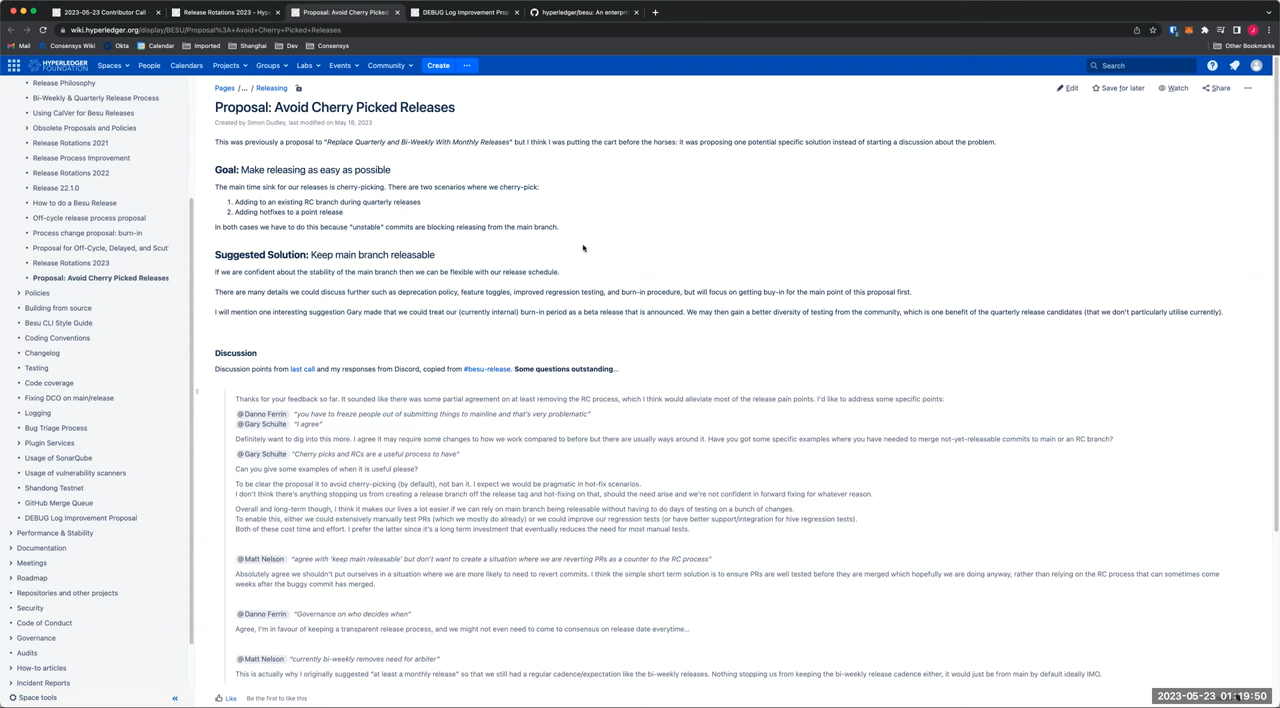 2023-05-23 Contributor Call -
Release Rotations 2023 - Hype
Proposal: Avoid Cherry Picked
DEBUG Log Improvement Prop
hyperledger/besu: An enterpri
wiki.hyperledger.org/display/BESU/Proposal%3A+Avoid+Cherry+Picked+Releases
Mail
Consensys Wiki
Okta
Calendar
Imported
Shanghai
Dev
Consensys
Other Bookmarks
HYPERLEDGER FOUNDATION
Spaces
People
Calendars
Projects
Groups
Labs
Events
Community
Create
Search
Release Philosophy
Bi-Weekly & Quarterly Release Process
Using CalVer for Besu Releases
Obsolete Proposals and Policies
Release Rotations 2021
Release Process Improvement
Release Rotations 2022
Release 22.1.0
How to do a Besu Release
Off-cycle release process proposal
Process change proposal: burn-in
Proposal for Off-Cycle, Delayed, and Scut
Release Rotations 2023
Proposal: Avoid Cherry Picked Releases
Policies
Building from source
Besu CLI Style Guide
Coding Conventions
Changelog
Testing
Code coverage
Fixing DCO on main/release
Logging
Bug Triage Process
Plugin Services
Usage of SonarQube
Usage of vulnerability scanners
Shandong Testnet
GitHub Merge Queue
DEBUG Log Improvement Proposal
Performance & Stability
Documentation
Meetings
Roadmap
Repositories and other projects
Security
Code of Conduct
Governance
Audits
How-to articles
Incident Reports
Space tools
Pages /... / Releasing
Edit
Save for later
Watch
Share
Proposal: Avoid Cherry Picked Releases
Created by Simon Dudley, last modified on May 18, 2023
This was previously a proposal to "Replace Quarterly and Bi-Weekly With Monthly Releases" but I think I was putting the cart before the horses: it was proposing one potential specific solution instead of starting a discussion about the problem.
Goal: Make releasing as easy as possible
The main time sink for our releases is cherry-picking. There are two scenarios where we cherry-pick:
1. Adding to an existing RC branch during quarterly releases
2. Adding hotfixes to a point release
In both cases we have to do this because "unstable" commits are blocking releasing from the main branch.
Suggested Solution: Keep main branch releasable
If we are confident about the stability of the main branch then we can be flexible with our release schedule.
There are many details we could discuss further such as deprecation policy, feature toggles, improved regression testing, and burn-in procedure, but will focus on getting buy-in for the main point of this proposal first.
I will mention one interesting suggestion Gary made that we could treat our (currently internal) burn-in period as a beta release that is announced. We may then gain a better diversity of testing from the community, which is one benefit of the quarterly release candidates (that we don't particularly utilise currently).
Discussion
Discussion points from last call and my responses from Discord, copied from #besu-release. Some questions outstanding...
Thanks for your feedback so far. It sounded like there was some partial agreement on at least removing the RC process, which I think would alleviate most of the release pain points. I'd like to address some specific points:
@Danno Ferrin "you have to freeze people out of submitting things to mainline and that's very problematic"
@Gary Schulte "I agree"
Definitely want to dig into this more. I agree it may require some changes to how we work compared to before but there are usually ways around it. Have you got some specific examples where you have needed to merge not-yet-releasable commits to main or an RC branch?
@Gary Schulte "Cherry picks and RCs are a useful process to have"
Can you give some examples of when it is useful please?
To be clear the proposal it to avoid cherry-picking (by default), not ban it. I expect we would be pragmatic in hot-fix scenarios.
I don't think there's anything stopping us from creating a release branch off the release tag and hot-fixing on that, should the need arise and we're not confident in forward fixing for whatever reason.
Overall and long-term though, I think it makes our lives a lot easier if we can rely on main branch being releasable without having to do days of testing on a bunch of changes.
To enable this, either we could extensively manually test PRs (which we mostly do already) or we could improve our regression tests (or have better support/integration for hive regression tests).
Both of these cost time and effort. I prefer the latter since it's a long term investment that eventually reduces the need for most manual tests.
@Matt Nelson "agree with 'keep main releasable' but don't want to create a situation where we are reverting PRs as a counter to the RC process"
Absolutely agree we shouldn't put ourselves in a situation where we are more likely to need to revert commits. I think the simple short term solution is to ensure PRs are well tested before they are merged which hopefully we are doing anyway, rather than relying on the RC process that can sometimes come
weeks after the buggy commit has merged.
@Danno Ferrin "Governance on who decides when"
Agree, I'm in favour of keeping a transparent release process, and we might not even need to come to consensus on release date everytime...
@Matt Nelson "currently bi-weekly removes need for arbiter"
This is actually why I originally suggested "at least a monthly release" so that we still had a regular cadence/expectation like the bi-weekly releases. Nothing stopping us from keeping the bi-weekly release cadence either, it would just be from main by default ideally IMO.
Like
Be the first to like this
2023-05-23 01:19:50